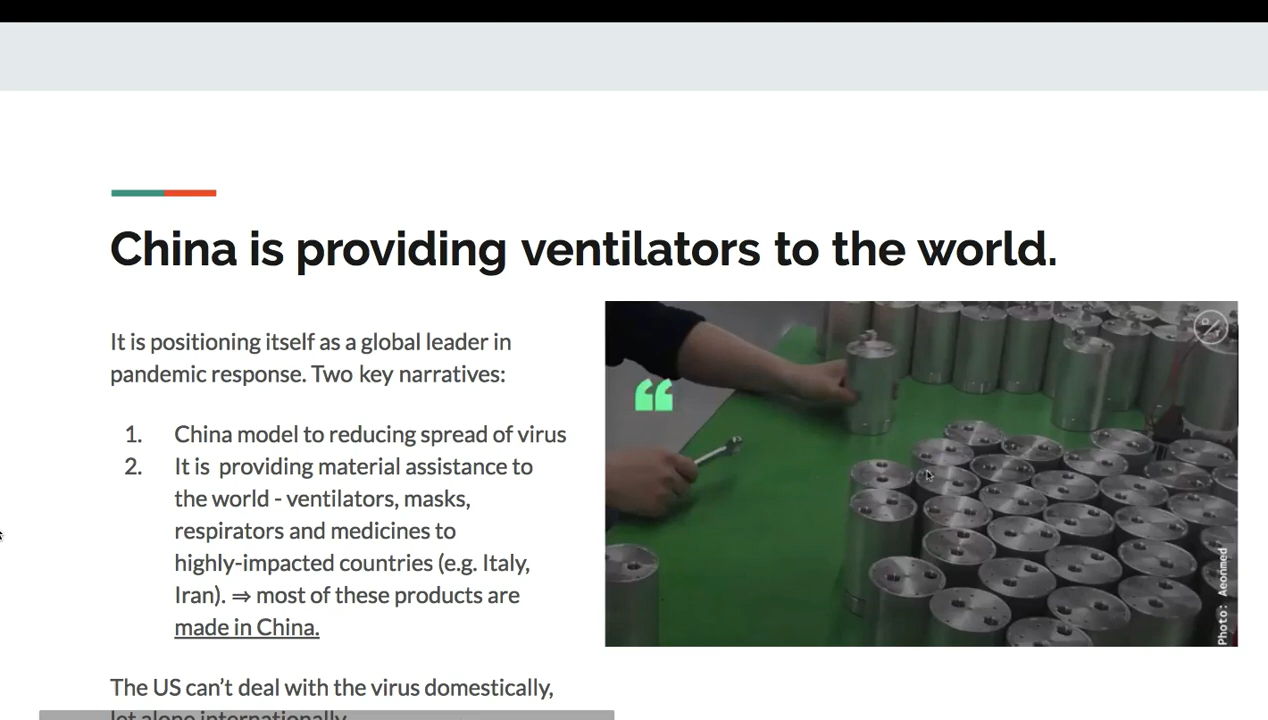 China is providing ventilators to the world.
It is positioning itself as a global leader in
pandemic response. Two key narratives:
1. China model to reducing spread of virus
2. It is providing material assistance to
the world - ventilators, masks,
respirators and medicines to
highly-impacted countries (e.g. Italy,
Iran). ⇒ most of these products are
made in China.
The US can’t deal with the virus domestically,
let alone internationally.
“
Photo: Aeonmed